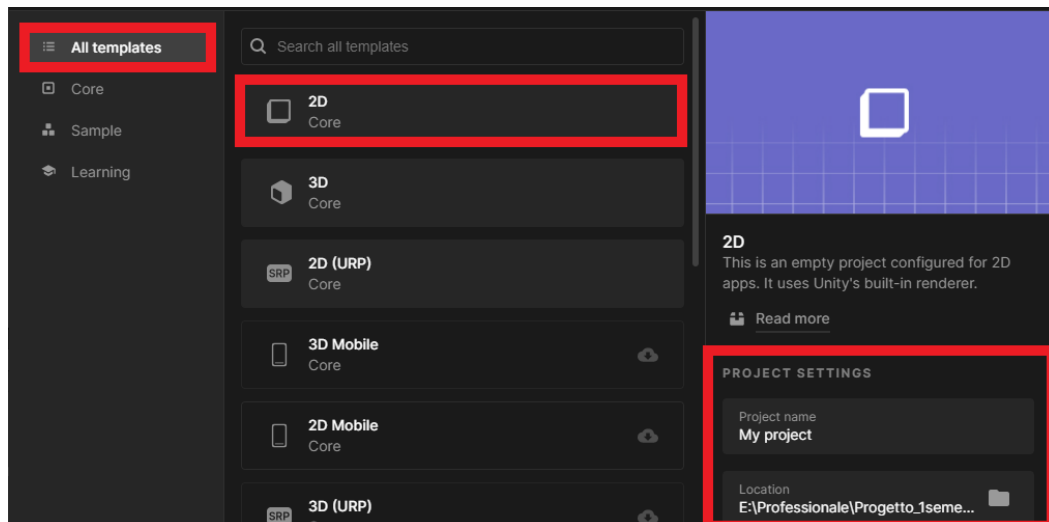 All templates
Core
Sample
Learning
Search all templates
2D
Core
3D
Core
SRP
2D (URP)
Core
3D Mobile
Core
2D Mobile
Core
SRP
3D (URP)
2D
This is an empty project configured for 2D
apps. It uses Unity's built-in renderer.
Read more
PROJECT SETTINGS
Project name
My project
Location
E:\Professionale\Progetto_1seme...